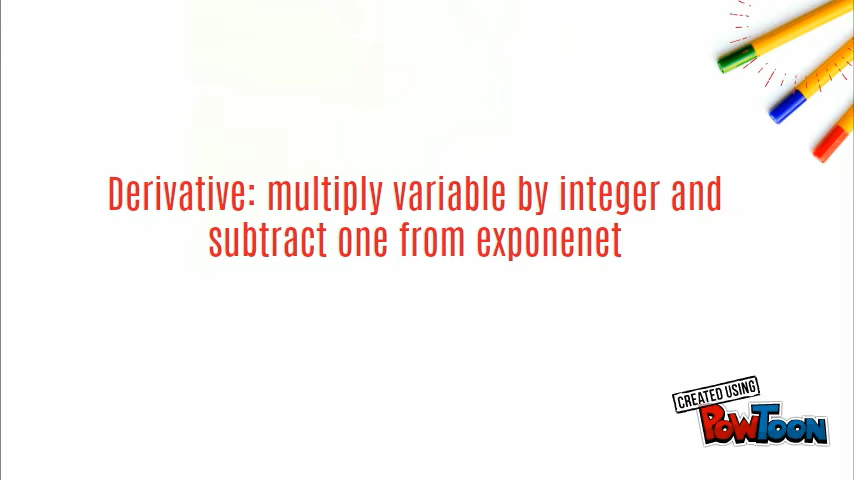 Derivative: multiply variable by integer and
subtract one from exponenet
CREATED USING
POWTOON